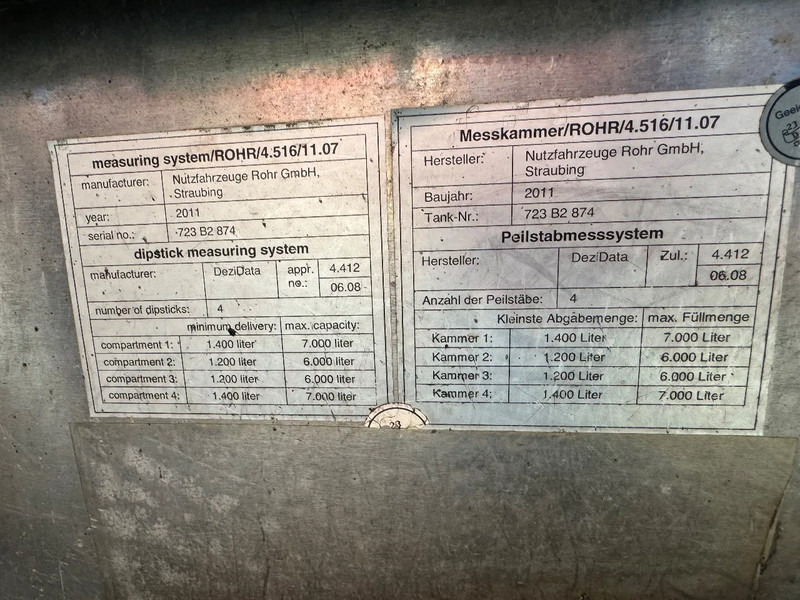 measuring system/ROHR/4.516/11.07
manufacturer: Nutzfahrzeuge Rohr GmbH,
Straubing
year: 2011
serial no.: 723 B2 874
dipstick measuring system
manufacturer: DeziData appr. no.: 4.412
06.08
number of dipsticks: 4
minimum delivery: max. capacity:
compartment 1: 1.400 liter 7.000 liter
compartment 2: 1.200 liter 6.000 liter
compartment 3: 1.200 liter 6.000 liter
compartment 4: 1.400 liter 7.000 liter
28
Messkammer/ROHR/4.516/11.07
Hersteller: Nutzfahrzeuge Rohr GmbH,
Straubing
Baujahr: 2011
Tank-Nr.: 723 B2 874
Peilstabmesssystem
Hersteller: DeziData Zul.: 4.412
06.08
Anzahl der Peilstäbe: 4
Kleinste Abgabemenge: max. Füllmenge
Kammer 1: 1.400 Liter 7.000 Liter
Kammer 2: 1.200 Liter 6.000 Liter
Kammer 3: 1.200 Liter 6.000 Liter
Kammer 4: 1.400 Liter 7.000 Liter
23